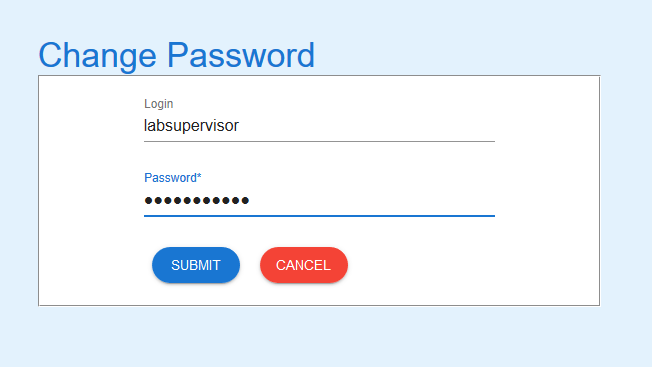 Change Password
Login
labsupervisor
Password*
•••••••••••
SUBMIT CANCEL